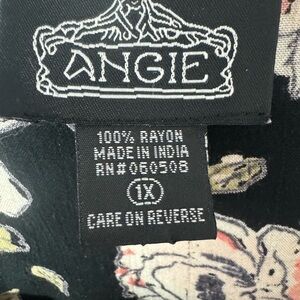 ANGIE
100% RAYON
MADE IN INDIA
RN# 060508
1X
CARE ON REVERSE